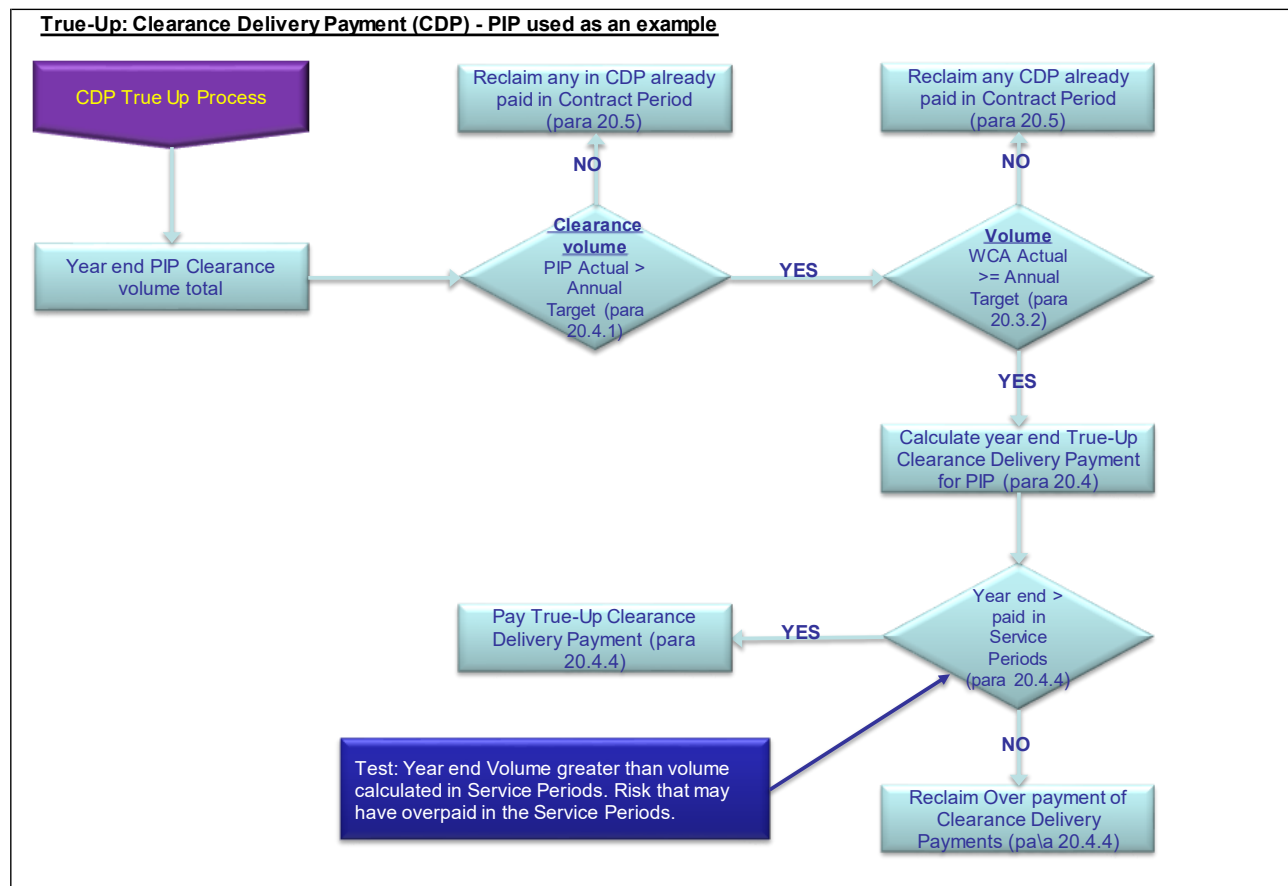 True-Up: Clearance Delivery Payment (CDP) - PIP used as an example
CDP True Up Process
Reclaim any in CDP already
paid in Contract Period
(para 20.5)
Reclaim any CDP already
paid in Contract Period
(para 20.5)
NO
NO
Year end PIP Clearance
volume total
Clearance
volume
PIP Actual >
Annual
Target (para
20.4.1)
YES
Volume
WCA Actual
>= Annual
Target (para
20.3.2)
YES
Calculate year end True-Up
Clearance Delivery Payment
for PIP (para 20.4)
Year end >
paid in
Service
Periods
(para 20.4.4)
YES
Pay True-Up Clearance
Delivery Payment (para
20.4.4)
NO
Test: Year end Volume greater than volume
calculated in Service Periods. Risk that may
have overpaid in the Service Periods.
Reclaim Over payment of
Clearance Delivery
Payments (pa\a 20.4.4)